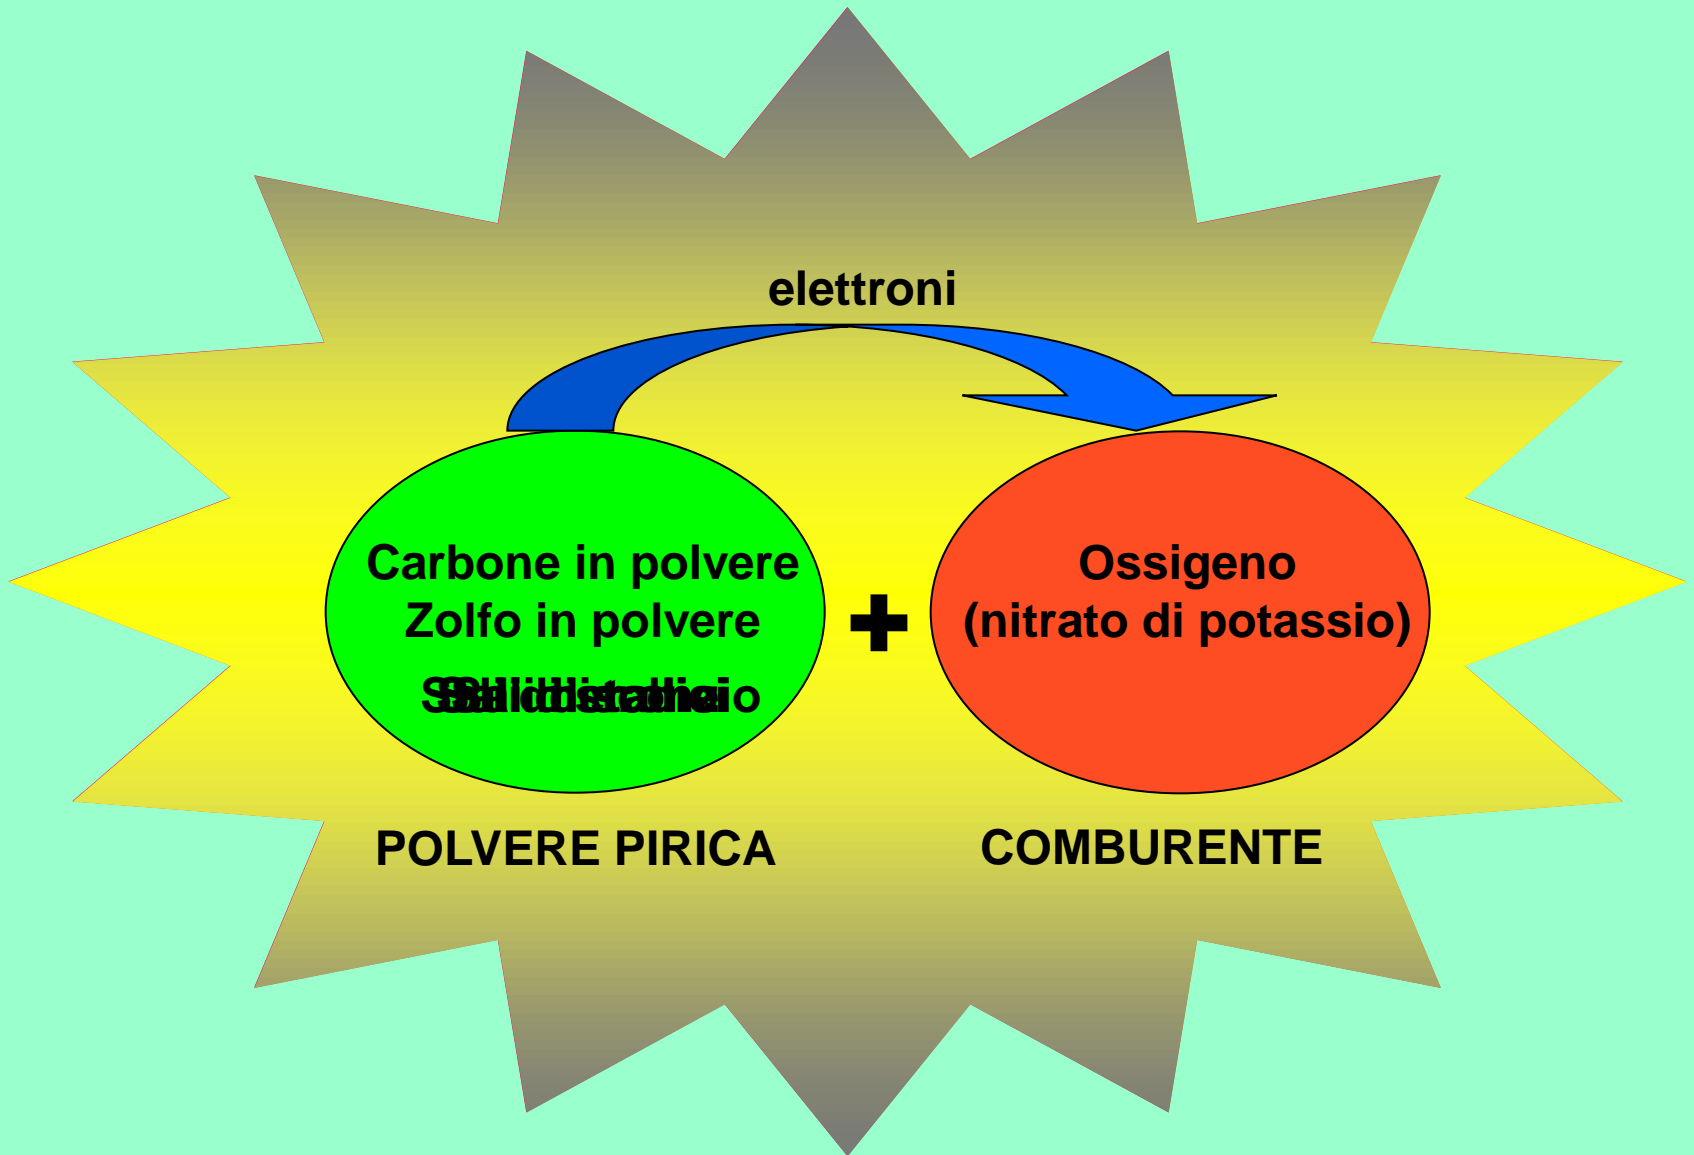 elettroni
Carbone in polvere
Zolfo in polvere
Ossigeno
(nitrato di potassio)
POLVERE PIRICA
COMBURENTE